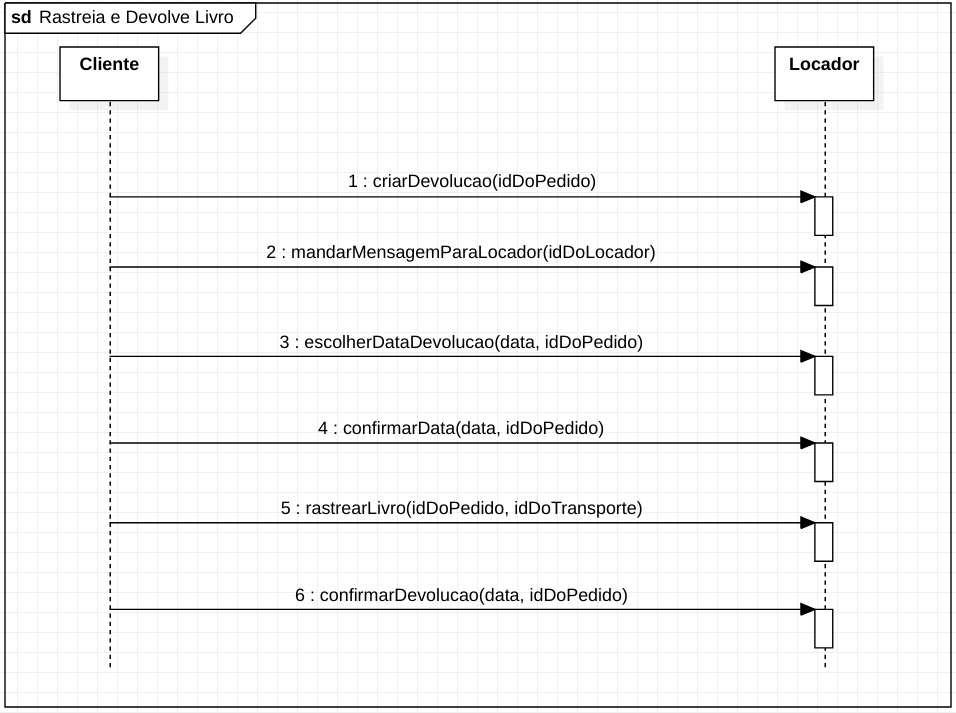 sd Rastreia e Devolve Livro
Cliente
Locador
1 : criarDevolucao(idDoPedido)
2 : mandarMensagemParaLocador(idDoLocador)
3 : escolherDataDevolucao(data, idDoPedido)
4 : confirmarData(data, idDoPedido)
5 : rastrearLivro(idDoPedido, idDoTransporte)
6 : confirmarDevolucao(data, idDoPedido)